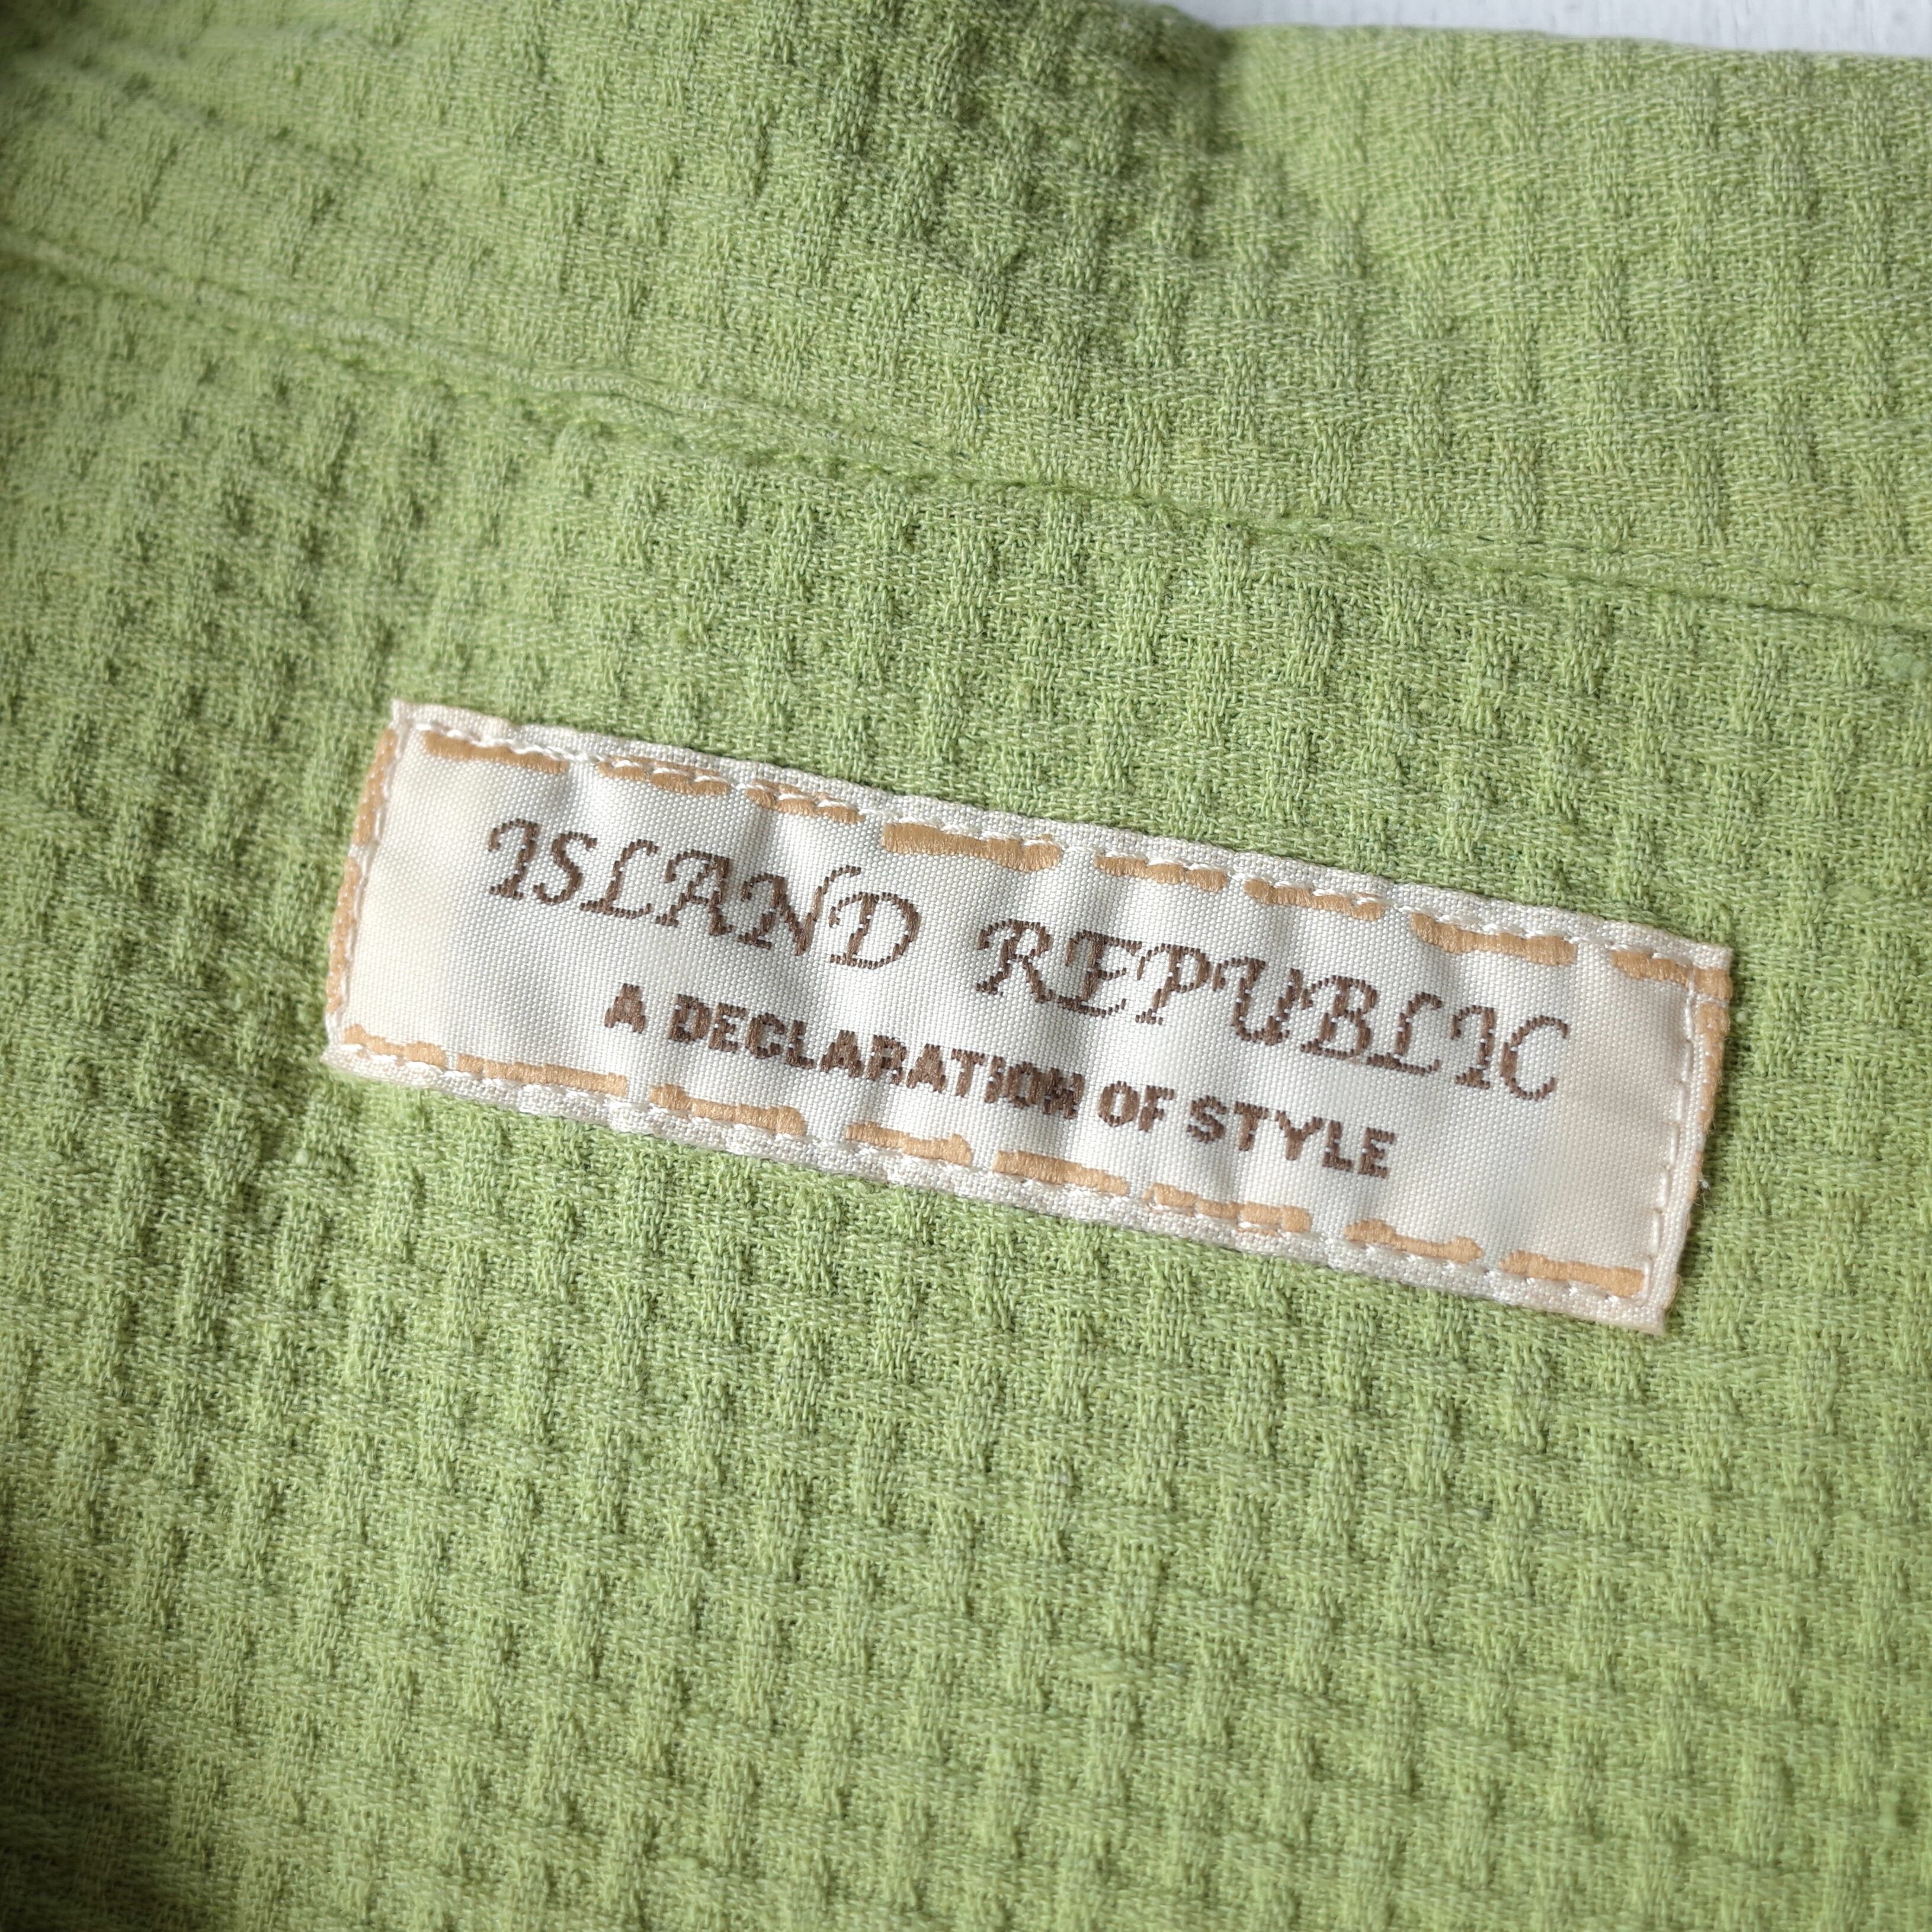 ISLAND REPUBLIC
A DECLARATION OF STYLE